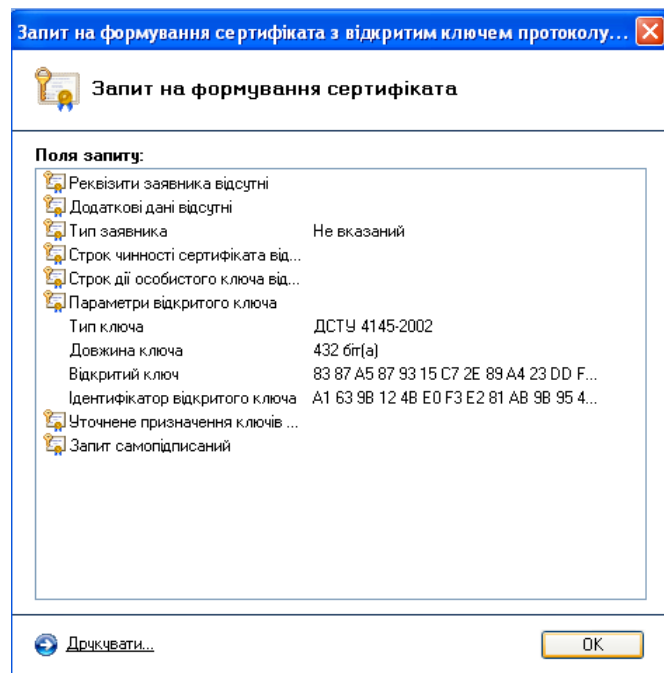 Запит на формування сертифіката з відкритим ключем протоколу...
Запит на формування сертифіката
Поля запиту:
Реквізити заявника відсутні
Додаткові дані відсутні
Тип заявника Не вказаний
Строк чинності сертифіката від...
Строк дії особистого ключа від...
Параметри відкритого ключа
Тип ключа ДСТУ 4145-2002
Довжина ключа 432 біт(а)
Відкритий ключ 83 87 A5 87 93 15 C7 2E 89 A4 23 DD F...
Ідентифікатор відкритого ключа A1 63 9B 12 4B E0 F3 E2 81 AB 9B 95 4...
Уточнене призначення ключів ...
Запит самопідписаний
Друкувати...
OK